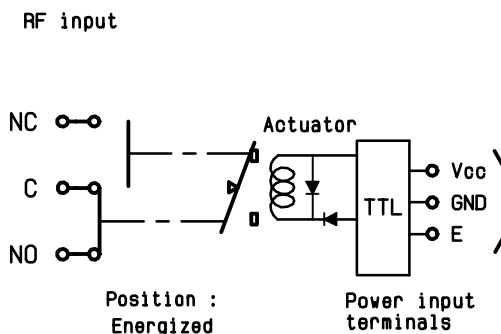 RF input
NC
Actuator
Vcc
C
TTL
GND
E
NO
Position :
Energized
Power input
terminals